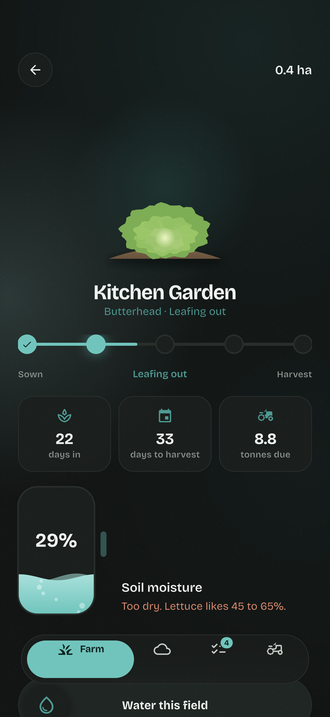 0.4 ha
Kitchen Garden
Butterhead · Leafing out
Sown
Leafing out
Harvest
22
days in
33
days to harvest
8.8
tonnes due
29%
Soil moisture
Too dry. Lettuce likes 45 to 65%.
Farm
4
Water this field